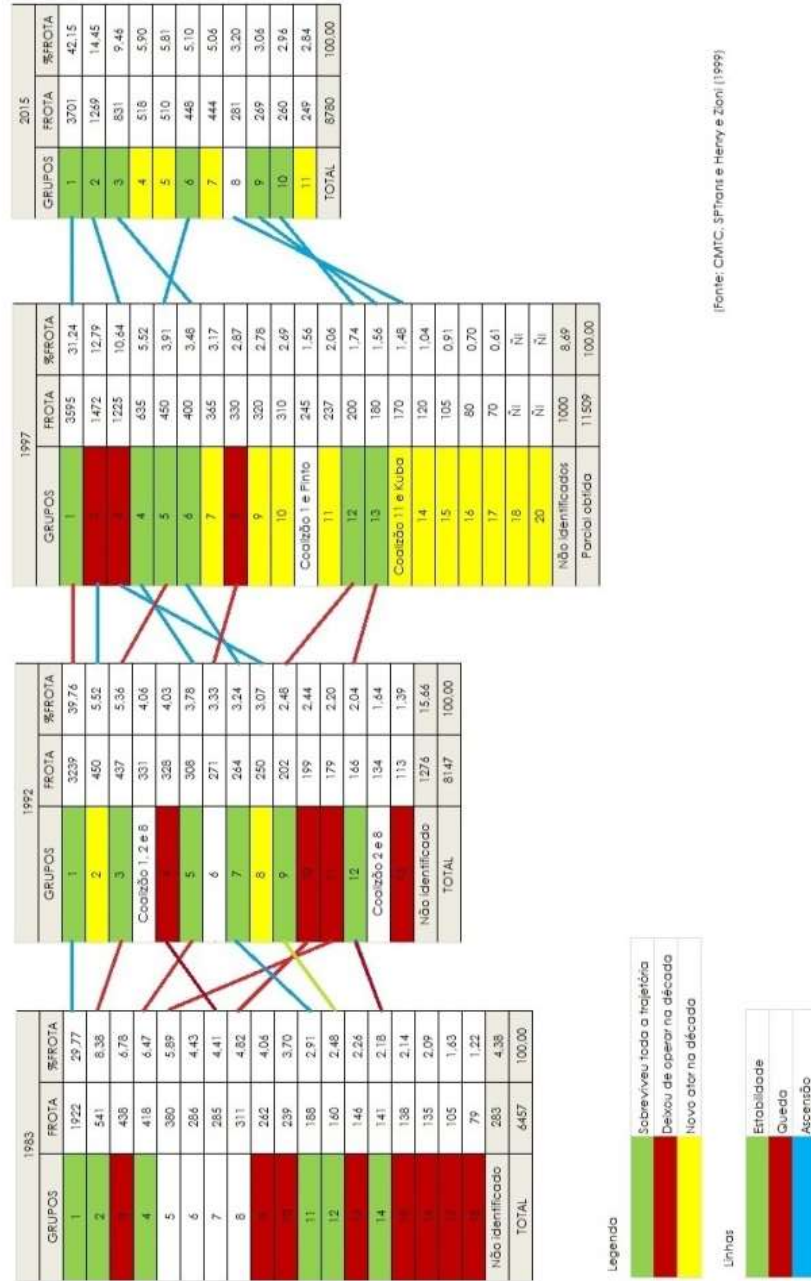 1983
GRUPOS FROTA %FROTA
1 1922 29,77
2 541 8,38
438 6,78
4 418 6,47
5 380 5,89
6 286 4,43
7 285 4,41
8 311 4,82
9 262 4,06
10 239 3,70
11 188 2,91
12 160 2,48
146 2,26
14 141 2,18
138 2,14
135 2,09
105 1,63
79 1,22
Não identificado 283 4,38
TOTAL 6457 100,00
1992
GRUPOS FROTA %FROTA
1 3239 39,76
2 450 5,52
3 437 5,36
Coalizão 1, 2 e 8 331 4,06
328 4,03
5 308 3,78
6 271 3,33
7 264 3,24
8 250 3,07
9 202 2,48
199 2,44
179 2,20
12 166 2,04
Coalizão 2 e 8 134 1,64
113 1,39
Não identificado 1276 15,66
TOTAL 8147 100,00
1997
GRUPOS FROTA %FROTA
1 3595 31,24
1472 12,79
1225 10,64
4 635 5,52
5 450 3,91
6 400 3,48
7 365 3,17
330 2,87
9 320 2,78
10 310 2,69
Coalizão 1 e Pinto 245 1,56
11 237 2,06
12 200 1,74
13 180 1,56
Coalizão 11 e Kuba 170 1,48
14 120 1,04
15 105 0,91
16 80 0,70
17 70 0,61
18 Ñi Ñi
20 Ñi Ñi
Não identificados 1000 8,69
Parcial obtida 11509 100,00
2015
GRUPOS FROTA %FROTA
1 3701 42,15
2 1269 14,45
3 831 9,46
4 518 5,90
5 510 5,81
6 448 5,10
7 444 5,06
8 281 3,20
9 269 3,06
10 260 2,96
11 249 2,84
TOTAL 8780 100,00
Legenda
Sobreviveu toda a trajetória
Deixou de operar na década
Novo ator na década
Linhas
Estabilidade
Queda
Ascensão
(Fonte: CMTC, SPTrans e Henry e Zioni (1999)